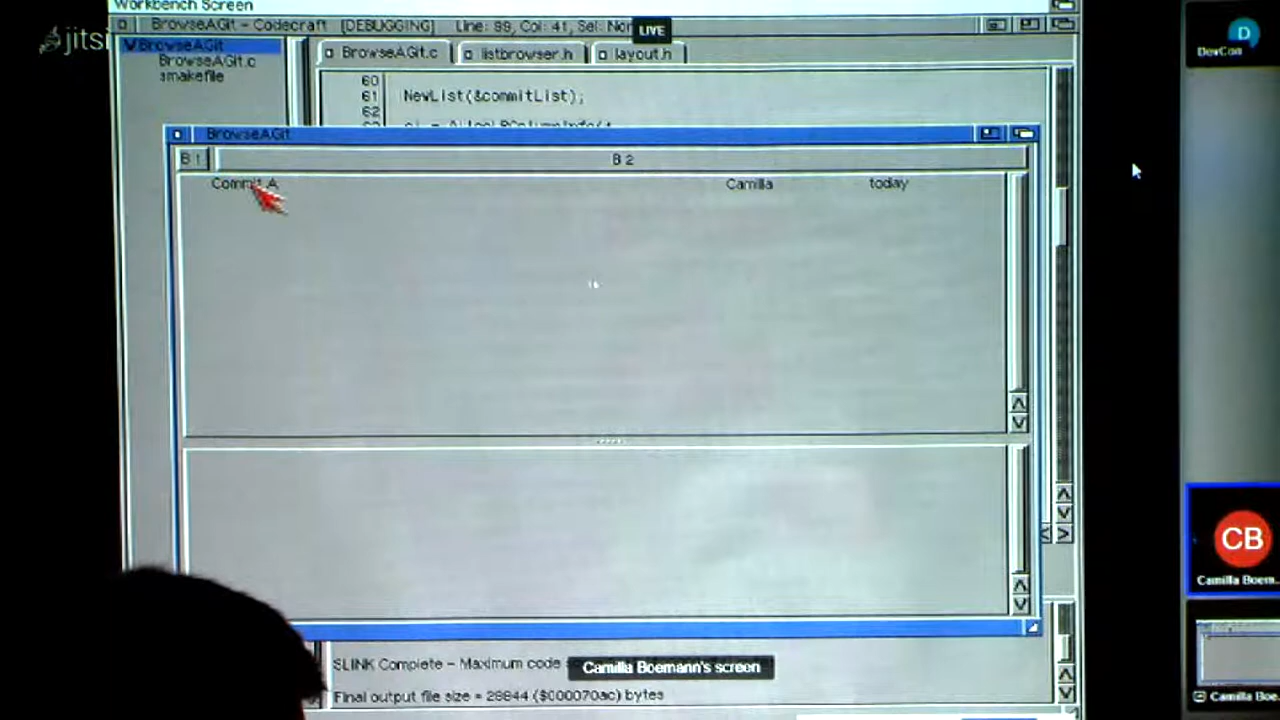 Workbench Screen
BrowseAGit - Codecraft [DEBUGGING] Line: 99, Col: 41, Sel:
LIVE
jitsi
BrowseAGit
BrowseAGit.c
smakefile
BrowseAGit.c
listbrowser.h
layout.h
60
61 NewList(&commitList);
62
BrowseAGit
B 1
B 2
Commit A
Camilla
today
SLINK Complete - Maximum code
Camilla Boemann's screen
Final output file size = 28844 ($000070ac) bytes
D
DevCon
CB
Camilla Boem...
Camilla Boe...